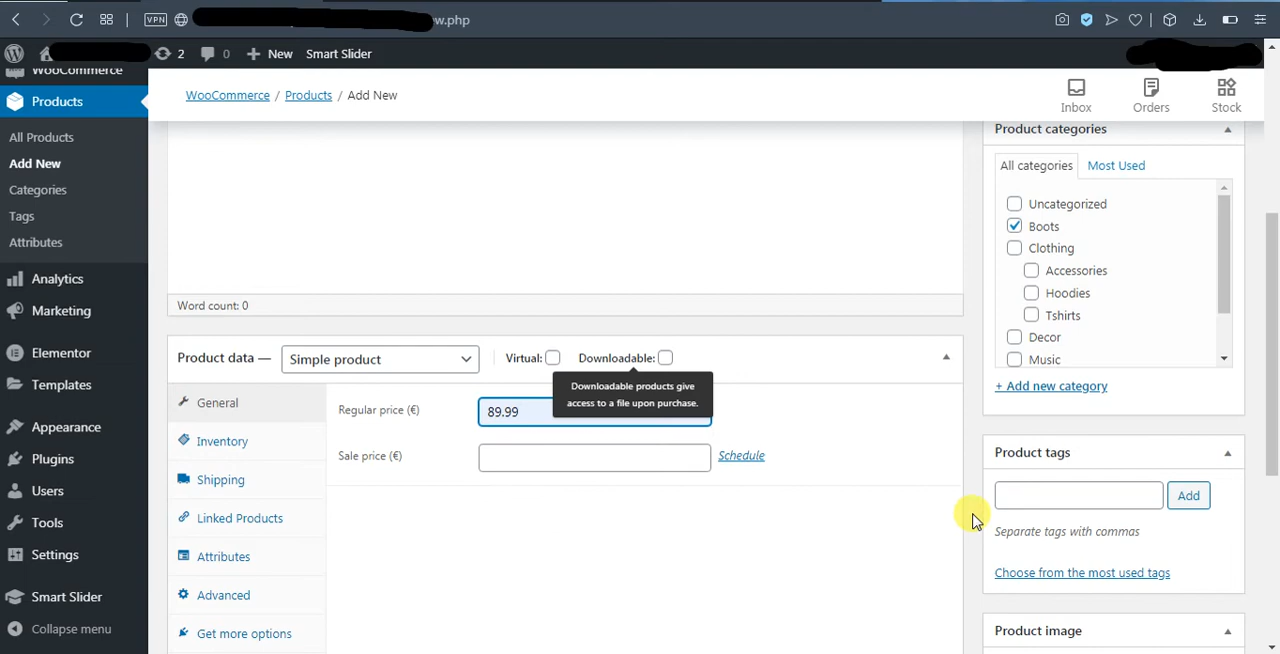 VPN
w.php
2
0
New
Smart Slider
WooCommerce
Products
All Products
Add New
Categories
Tags
Attributes
Analytics
Marketing
Elementor
Templates
Appearance
Plugins
Users
Tools
Settings
Smart Slider
Collapse menu
WooCommerce / Products / Add New
Inbox
Orders
Stock
Word count: 0
Product data —
Simple product
Virtual:
Downloadable:
Downloadable products give
access to a file upon purchase.
General
Inventory
Shipping
Linked Products
Attributes
Advanced
Get more options
Regular price (€)
89.99
Sale price (€)
Schedule
Product categories
All categories
Most Used
Uncategorized
Boots
Clothing
Accessories
Hoodies
Tshirts
Decor
Music
+ Add new category
Product tags
Add
Separate tags with commas
Choose from the most used tags
Product image